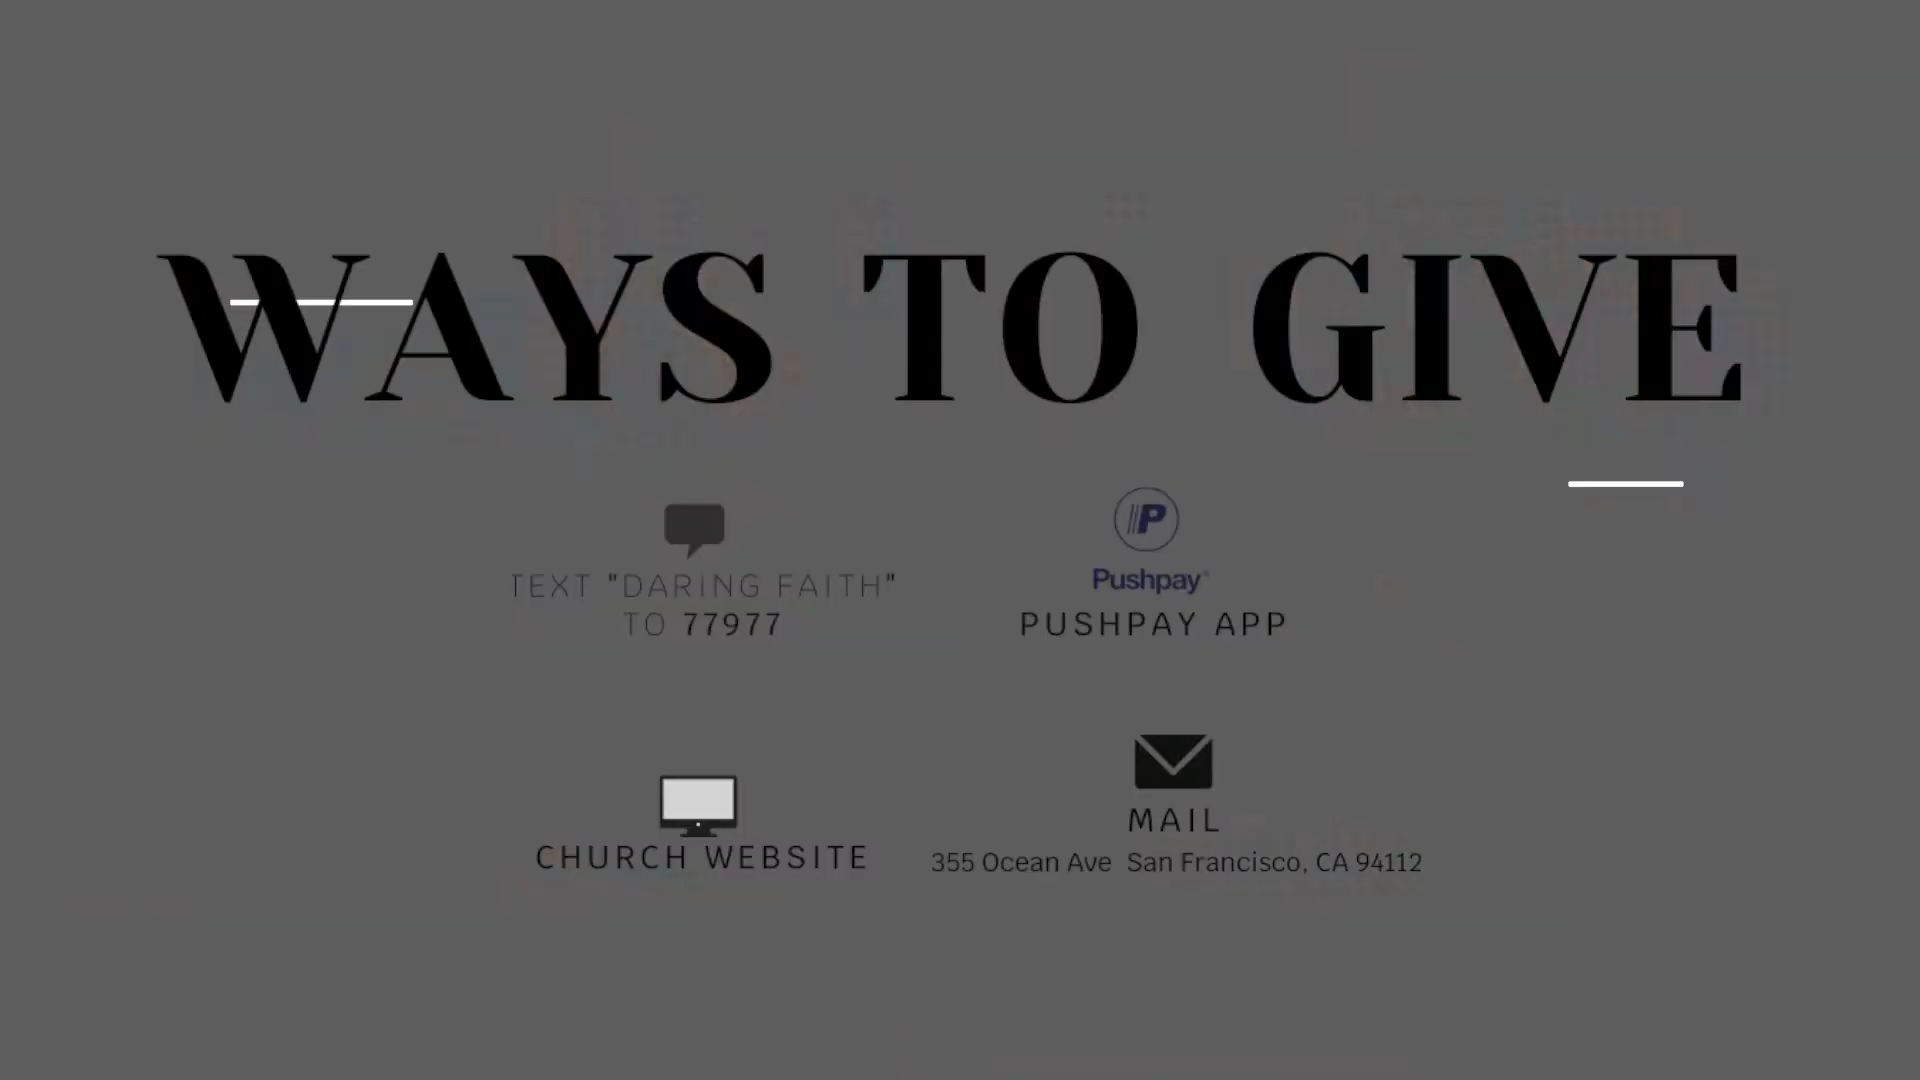 WAYS TO GIVE
TEXT "DARING FAITH"
TO 77977
P
Pushpay
PUSHPAY APP
CHURCH WEBSITE
MAIL
355 Ocean Ave San Francisco, CA 94112